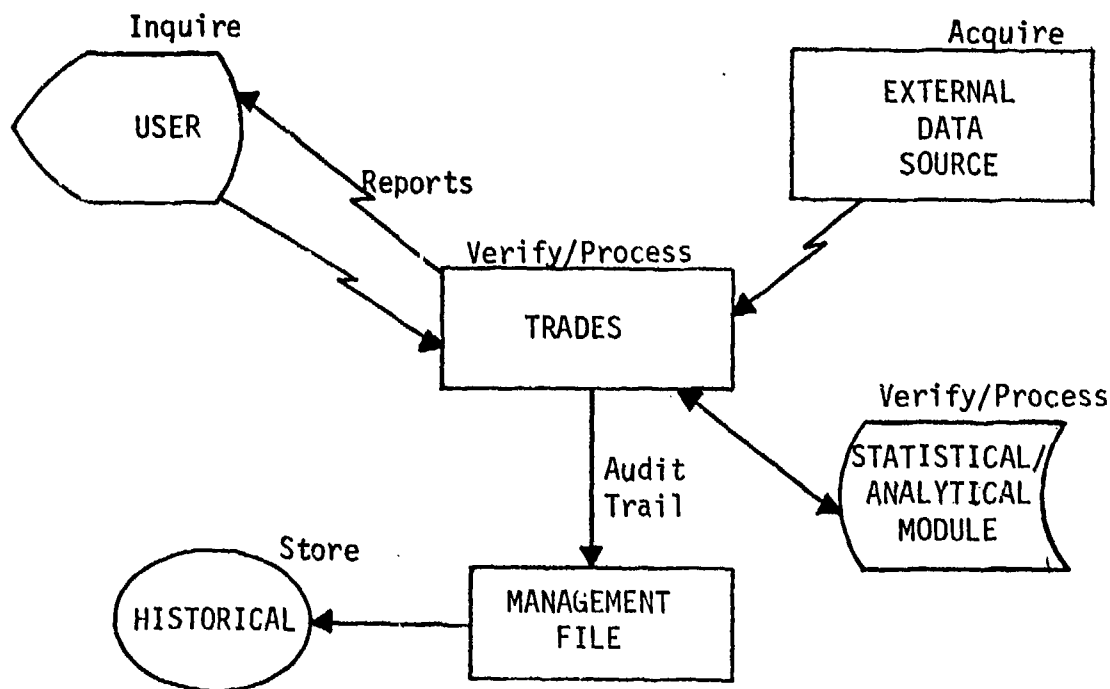 Inquire
USER
Acquire
EXTERNAL
DATA
SOURCE
Reports
Verify/Process
TRADES
Verify/Process
STATISTICAL/
ANALYTICAL
MODULE
Audit
Trail
Store
HISTORICAL
MANAGEMENT
FILE